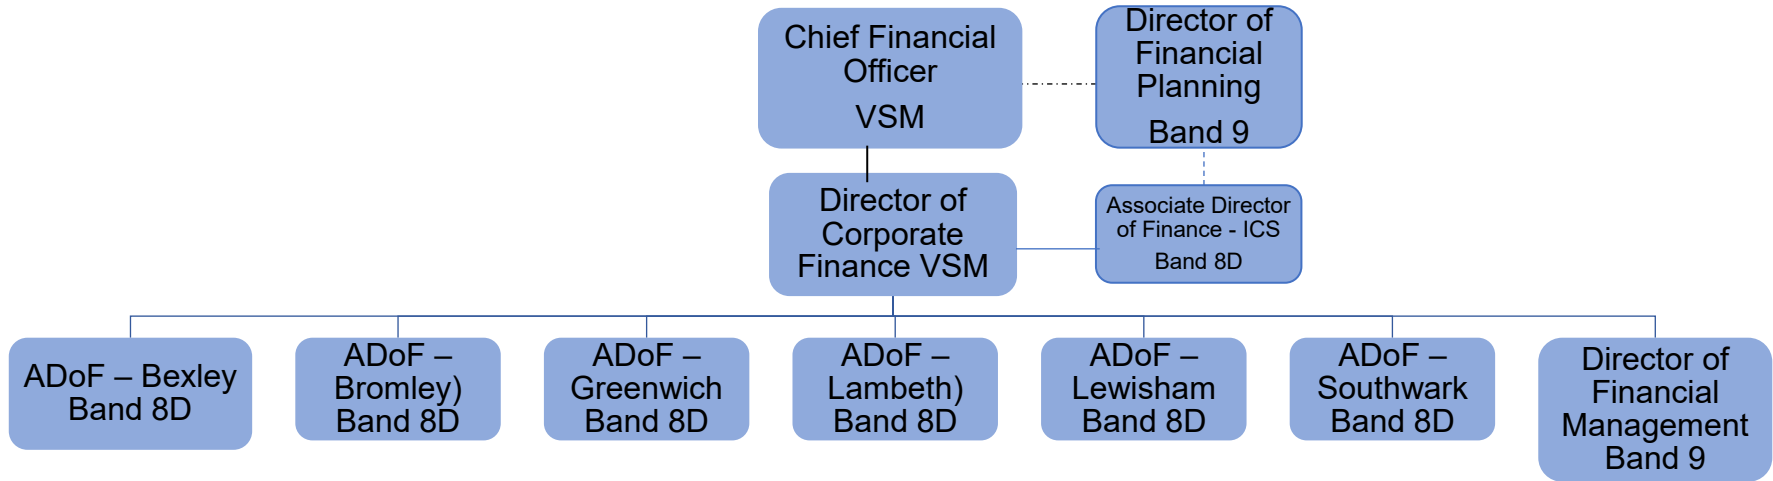 Chief Financial
Officer
VSM
Director of
Financial
Planning
Band 9
Director of
Corporate
Finance VSM
Associate Director
of Finance - ICS
Band 8D
ADoF – Bexley
Band 8D
ADoF –
Bromley)
Band 8D
ADoF –
Greenwich
Band 8D
ADoF –
Lambeth)
Band 8D
ADoF –
Lewisham
Band 8D
ADoF –
Southwark
Band 8D
Director of
Financial
Management
Band 9